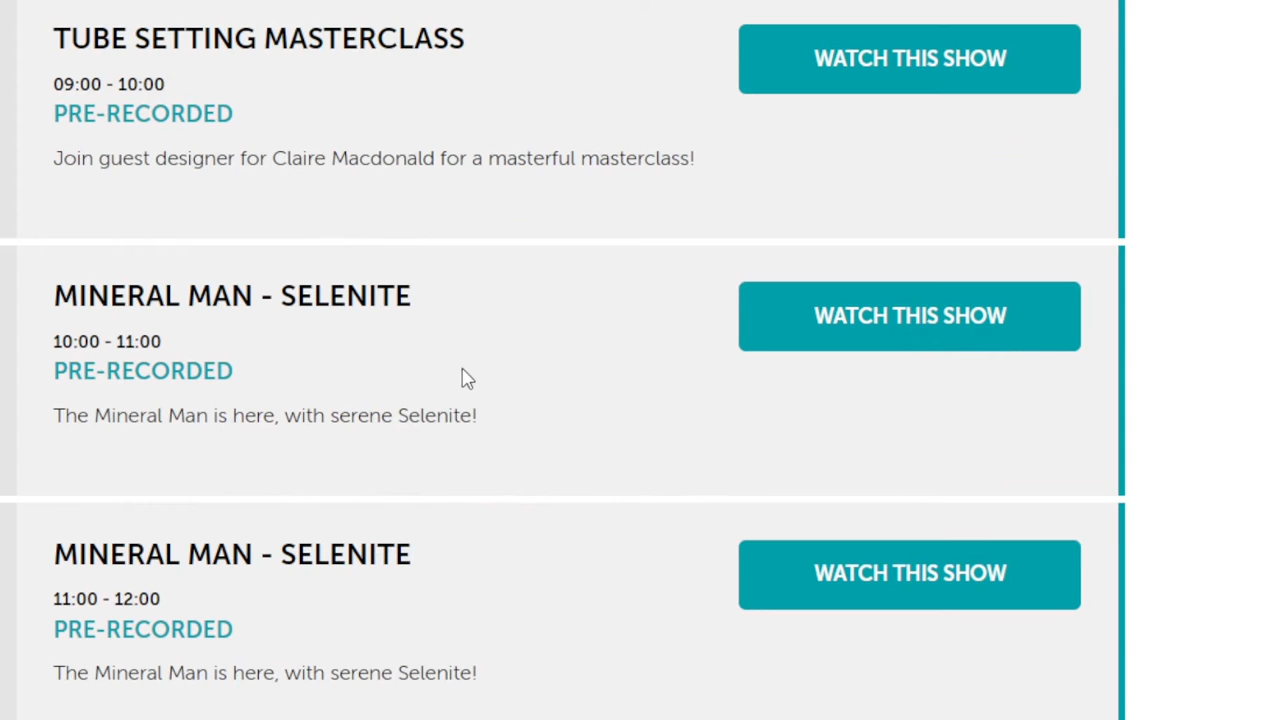 TUBE SETTING MASTERCLASS
WATCH THIS SHOW
09:00 - 10:00
PRE-RECORDED
Join guest designer for Claire Macdonald for a masterful masterclass!
MINERAL MAN - SELENITE
WATCH THIS SHOW
10:00 - 11:00
PRE-RECORDED
The Mineral Man is here, with serene Selenite!
MINERAL MAN - SELENITE
WATCH THIS SHOW
11:00 - 12:00
PRE-RECORDED
The Mineral Man is here, with serene Selenite!